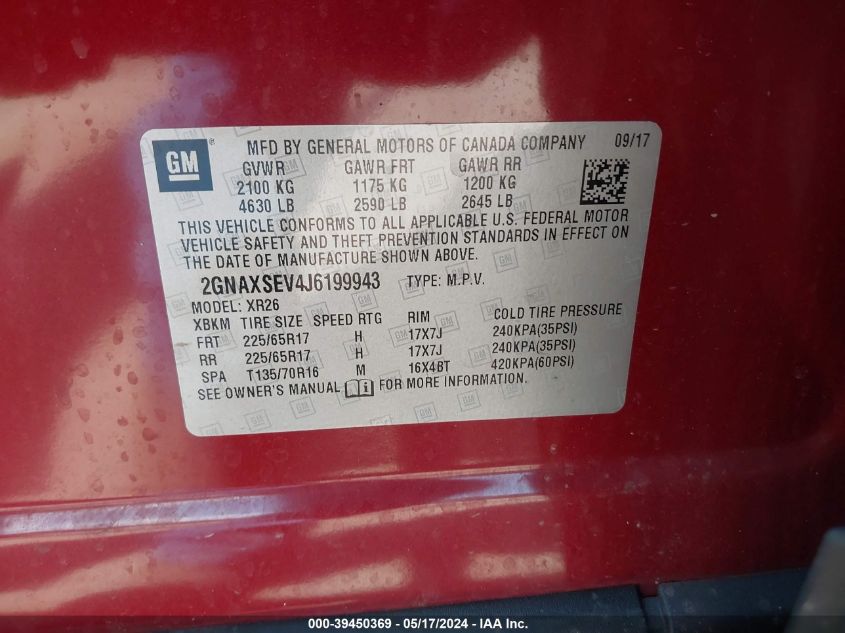 GM
MFD BY GENERAL MOTORS OF CANADA COMPANY 09/17
GVWR GAWR FRT GAWR RR
2100 KG 1175 KG 1200 KG
4630 LB 2590 LB 2645 LB
THIS VEHICLE CONFORMS TO ALL APPLICABLE U.S. FEDERAL MOTOR
VEHICLE SAFETY AND THEFT PREVENTION STANDARDS IN EFFECT ON
THE DATE OF MANUFACTURE SHOWN ABOVE.
2GNAXSEV4J6199943 TYPE: M.P.V.
MODEL: XR26
XBKM TIRE SIZE SPEED RTG RIM COLD TIRE PRESSURE
FRT 225/65R17 H 17X7J 240KPA(35PSI)
RR 225/65R17 H 17X7J 240KPA(35PSI)
SPA T135/70R16 M 16X4BT 420KPA(60PSI)
SEE OWNER'S MANUAL FOR MORE INFORMATION.
000-39450369 - 05/17/2024 - IAA Inc.